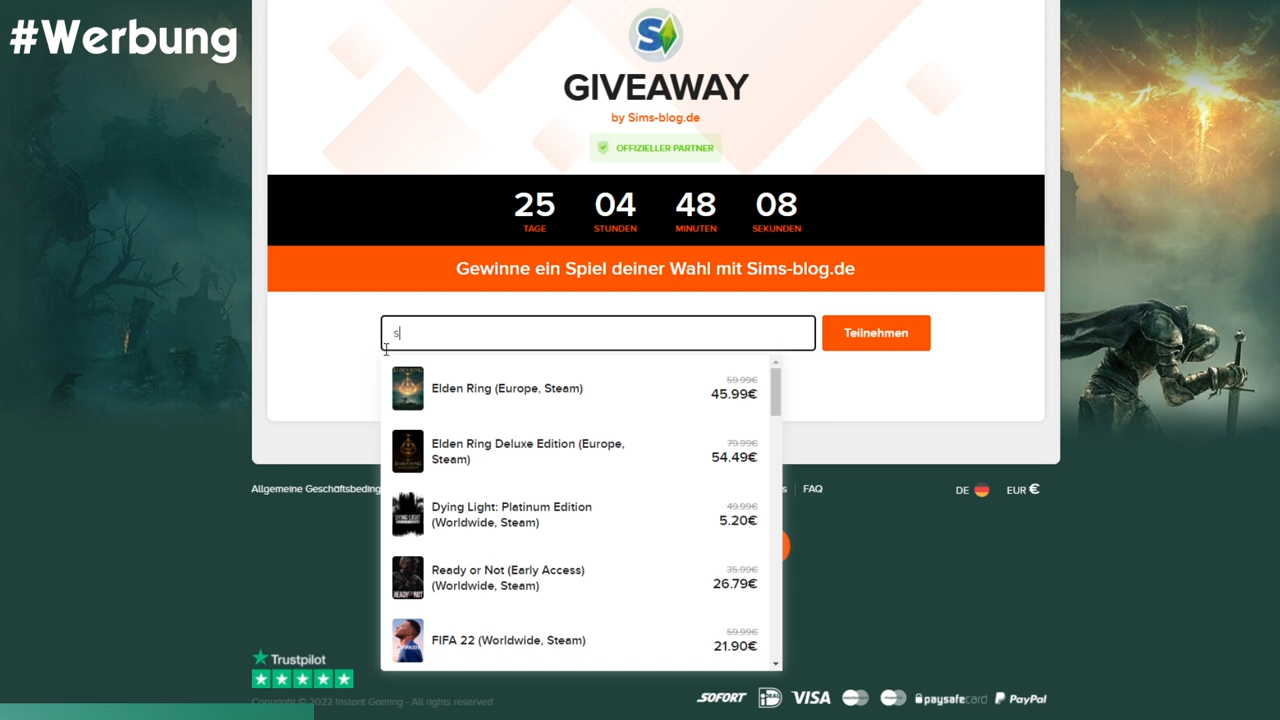 #Werbung
S
GIVEAWAY
by Sims-blog.de
OFFIZIELLER PARTNER
25 04 48 08
TAGE STUNDEN MINUTEN SEKUNDEN
Gewinne ein Spiel deiner Wahl mit Sims-blog.de
s
Teilnehmen
Elden Ring (Europe, Steam)
59.99€
45.99€
Elden Ring Deluxe Edition (Europe,
Steam)
79.99€
54.49€
Dying Light: Platinum Edition
(Worldwide, Steam)
49.99€
5.20€
Ready or Not (Early Access)
(Worldwide, Steam)
35.99€
26.79€
FIFA 22 (Worldwide, Steam)
59.99€
21.90€
Allgemeine Geschäftsbeding
FAQ
DE
EUR €
Trustpilot
Copyright © 2022 Instant Gaming - All rights reserved
SOFORT iDEAL VISA paysafecard PayPal